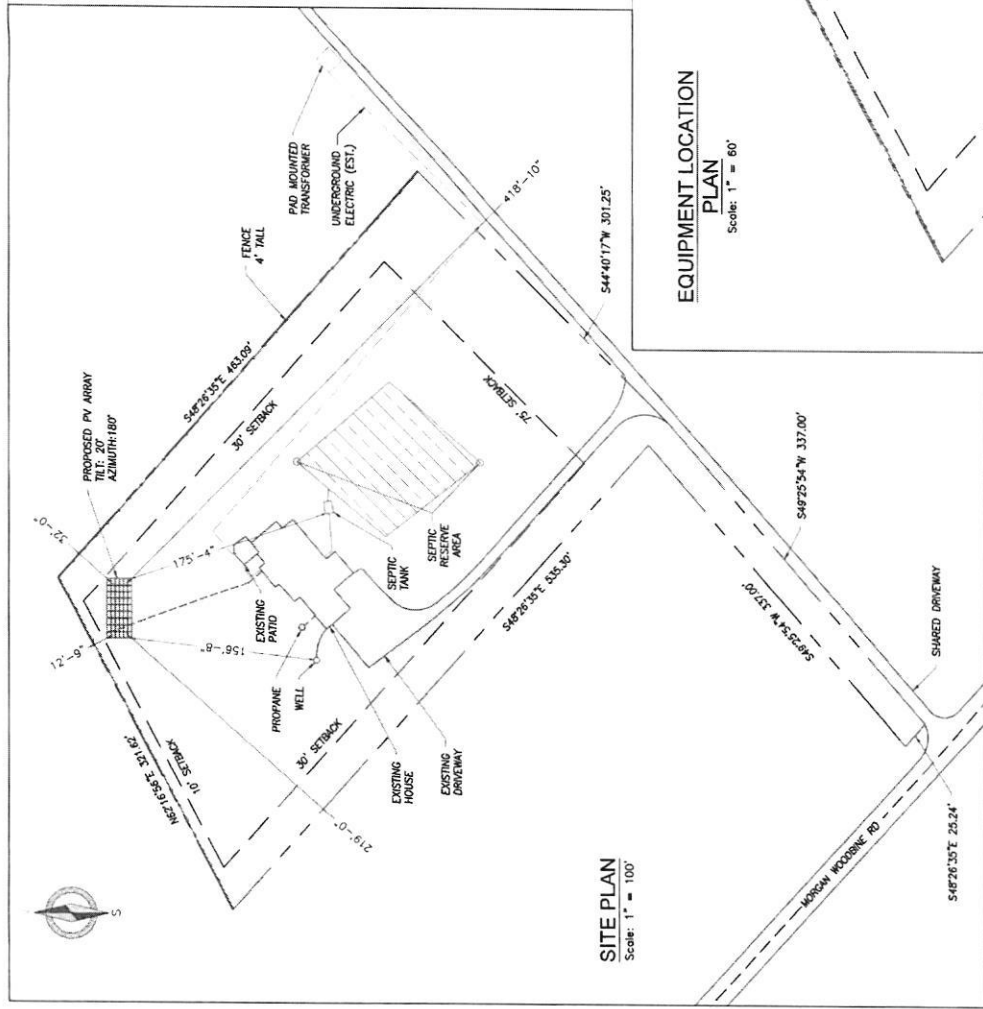 PAD MOUNTED
TRANSFORMER
UNDERGROUND
ELECTRIC (EST.)
FENCE
4' TALL
418'-10"
S48°26'35"E 463.09'
30' SETBACK
PROPOSED PV ARRAY
TILT: 20°
AZIMUTH:180°
32'-0"
12'-9"
175'-4"
156'-8"
EXISTING
PATIO
PROPANE
WELL
SEPTIC
TANK
SEPTIC
RESERVE
AREA
75' SETBACK
S44°40'17"W 301.25'
N62°16'56"E 321.62'
10' SETBACK
30' SETBACK
219'-0"
EXISTING
HOUSE
EXISTING
DRIVEWAY
S48°26'35"E 535.30'
S49°25'54"W 337.00'
S49°25'54"W 337.00'
SHARED DRIVEWAY
MORGAN WOODBINE RD
S48°26'35"E 25.24'
S
SITE PLAN
Scale: 1" = 100'
EQUIPMENT LOCATION
PLAN
Scale: 1" = 60'